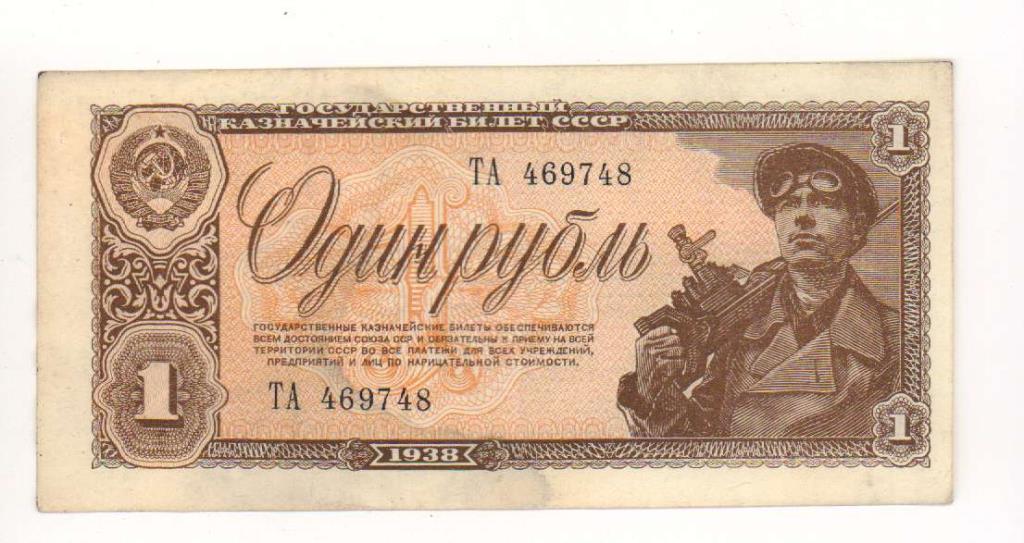 ГОСУДАРСТВЕННЫЙ
КАЗНАЧЕЙСКИЙ БИЛЕТ СССР
1
ТА 469748
Один рубль
ГОСУДАРСТВЕННЫЕ КАЗНАЧЕЙСКИЕ БИЛЕТЫ ОБЕСПЕЧИВАЮТСЯ
ВСЕМ ДОСТОЯНИЕМ СОЮЗА ССР И ОБЯЗАТЕЛЬНЫ К ПРИЕМУ НА ВСЕЙ
ТЕРРИТОРИИ СССР ВО ВСЕ ПЛАТЕЖИ ДЛЯ ВСЕХ УЧРЕЖДЕНИЙ,
ПРЕДПРИЯТИЙ И ЛИЦ ПО НАРИЦАТЕЛЬНОЙ СТОИМОСТИ.
1
ТА 469748
1
1938